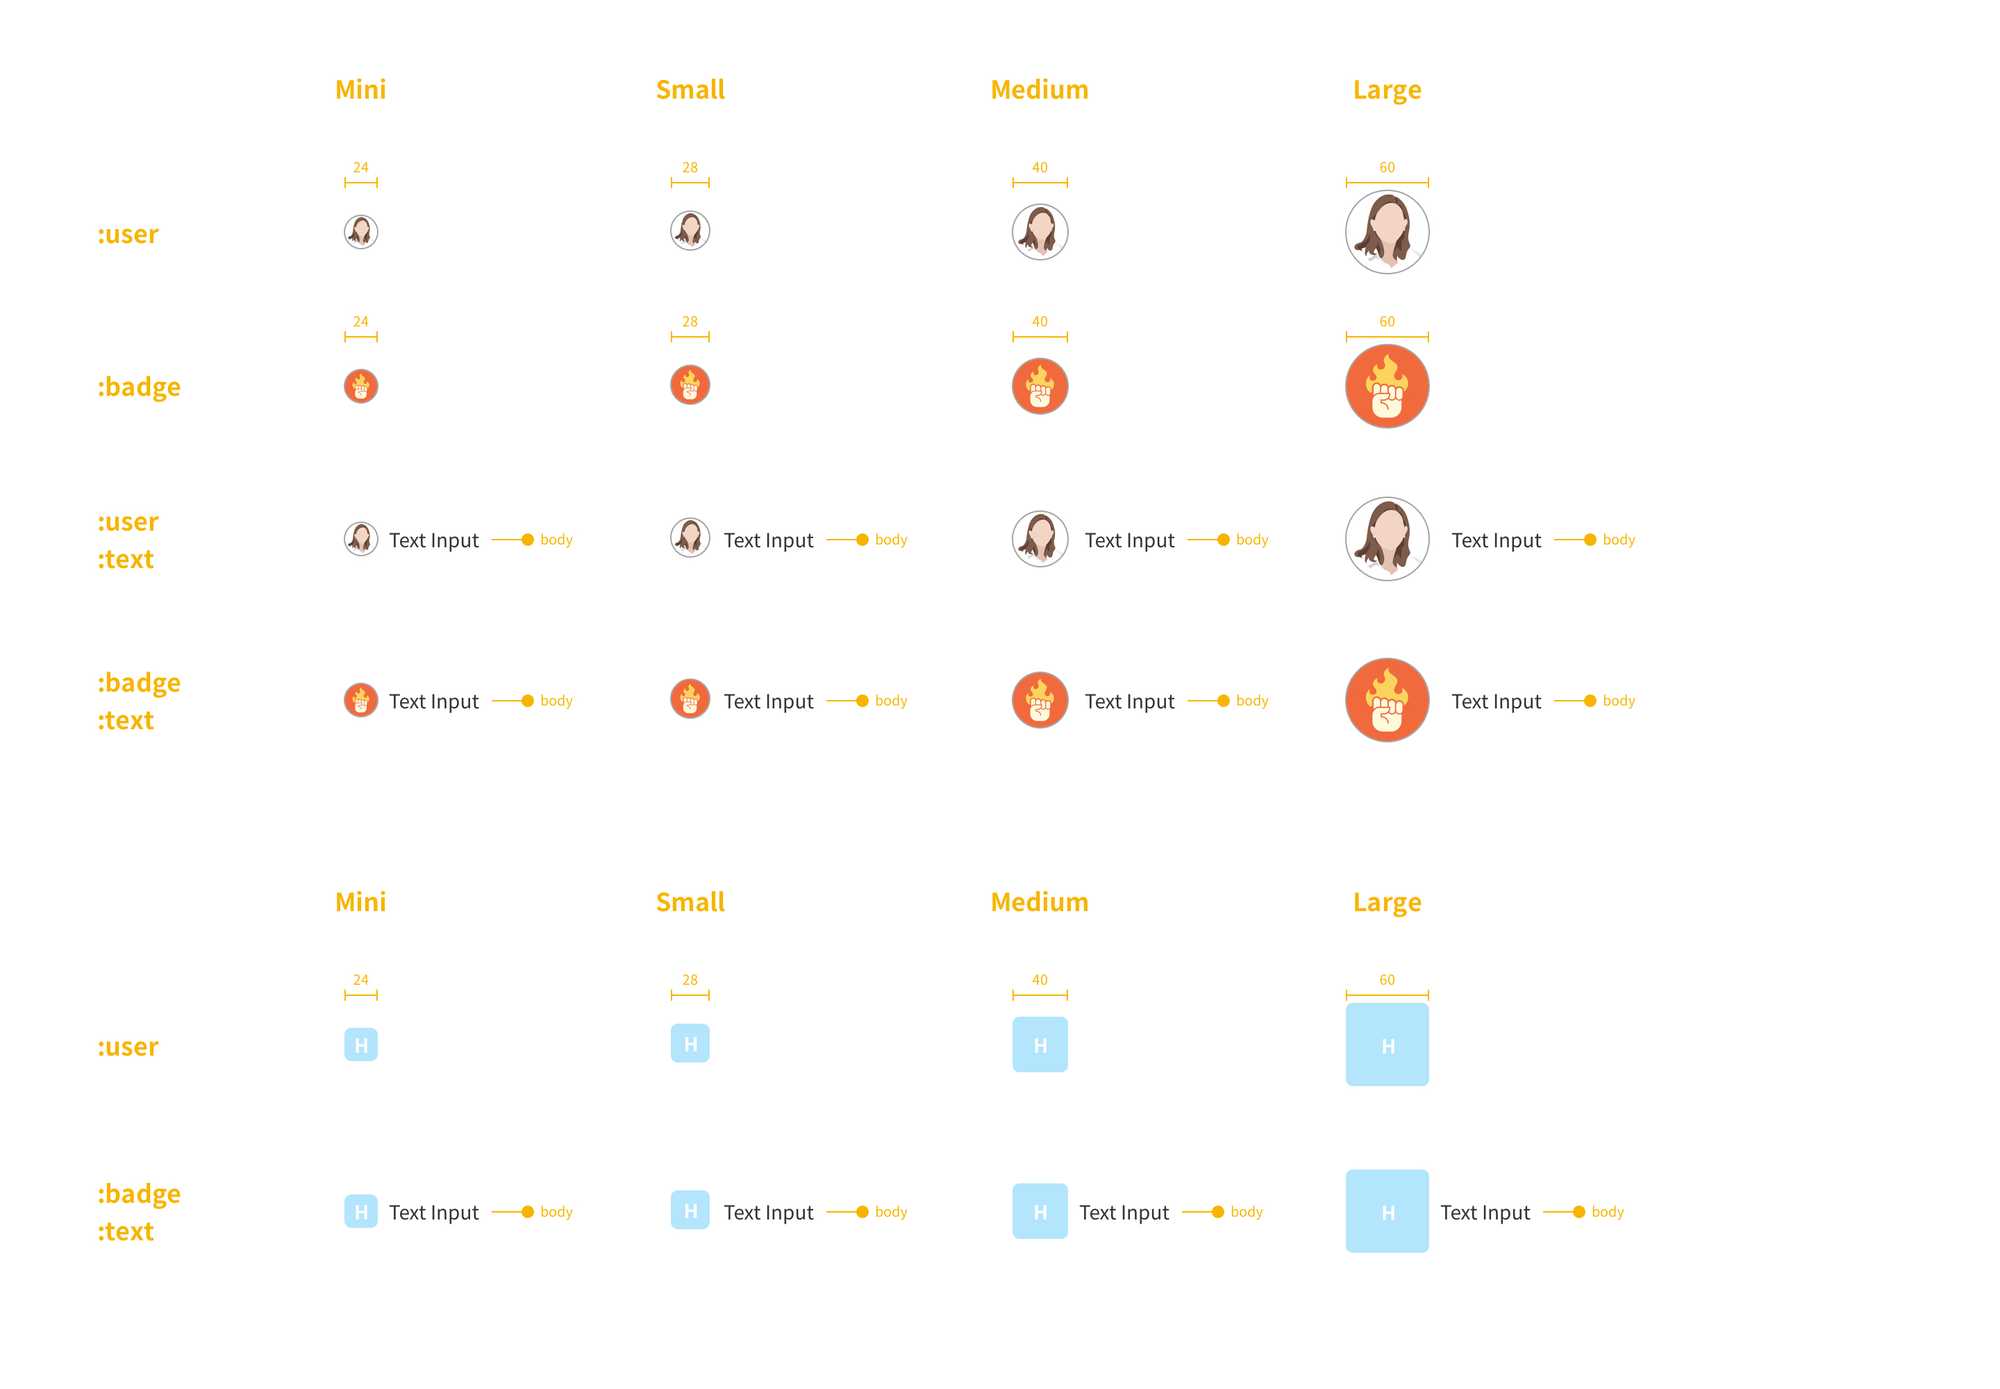 Mini Small Medium Large
24 28 40 60
:user
24 28 40 60
:badge
:user
:text
Text Input body Text Input body Text Input body Text Input body
:badge
:text
Text Input body Text Input body Text Input body Text Input body
Mini Small Medium Large
24 28 40 60
:user H H H H
:badge
:text
H Text Input body H Text Input body H Text Input body H Text Input body